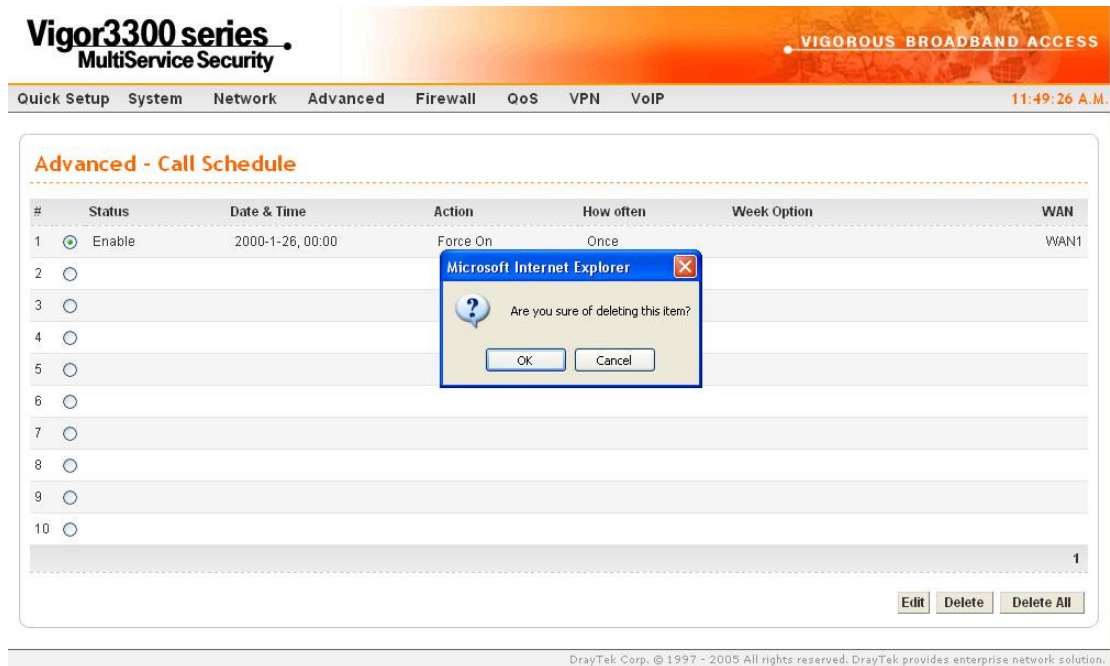 Vigor3300 series
MultiService Security
VIGOROUS BROADBAND ACCESS
Quick Setup System Network Advanced Firewall QoS VPN VoIP 11:49:26 A.M.
Advanced - Call Schedule
# Status Date & Time Action How often Week Option WAN
1 Enable 2000-1-26, 00:00 Force On Once WAN1
2
3
4
5
6
7
8
9
10
Microsoft Internet Explorer
Are you sure of deleting this item?
OK Cancel
1
Edit Delete Delete All
DrayTek Corp. © 1997 - 2005 All rights reserved. DrayTek provides enterprise network solution.